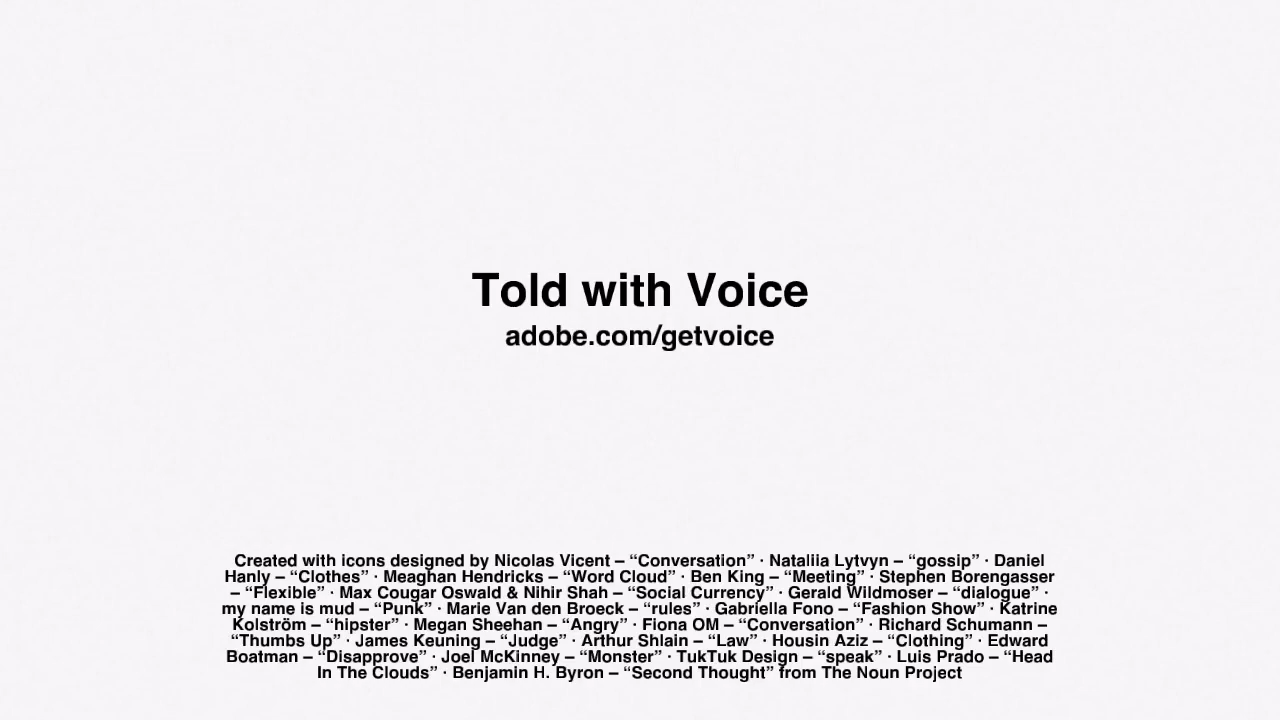 Told with Voice
adobe.com/getvoice
Created with icons designed by Nicolas Vicent – “Conversation” · Nataliia Lytvyn – “gossip” · Daniel
Hanly – “Clothes” · Meaghan Hendricks – “Word Cloud” · Ben King – “Meeting” · Stephen Borengasser
– “Flexible” · Max Cougar Oswald & Nihir Shah – “Social Currency” · Gerald Wildmoser – “dialogue” ·
my name is mud – “Punk” · Marie Van den Broeck – “rules” · Gabriella Fono – “Fashion Show” · Katrine
Kolström – “hipster” · Megan Sheehan – “Angry” · Fiona OM – “Conversation” · Richard Schumann –
“Thumbs Up” · James Keuning – “Judge” · Arthur Shlain – “Law” · Housin Aziz – “Clothing” · Edward
Boatman – “Disapprove” · Joel McKinney – “Monster” · TukTuk Design – “speak” · Luis Prado – “Head
In The Clouds” · Benjamin H. Byron – “Second Thought” from The Noun Project